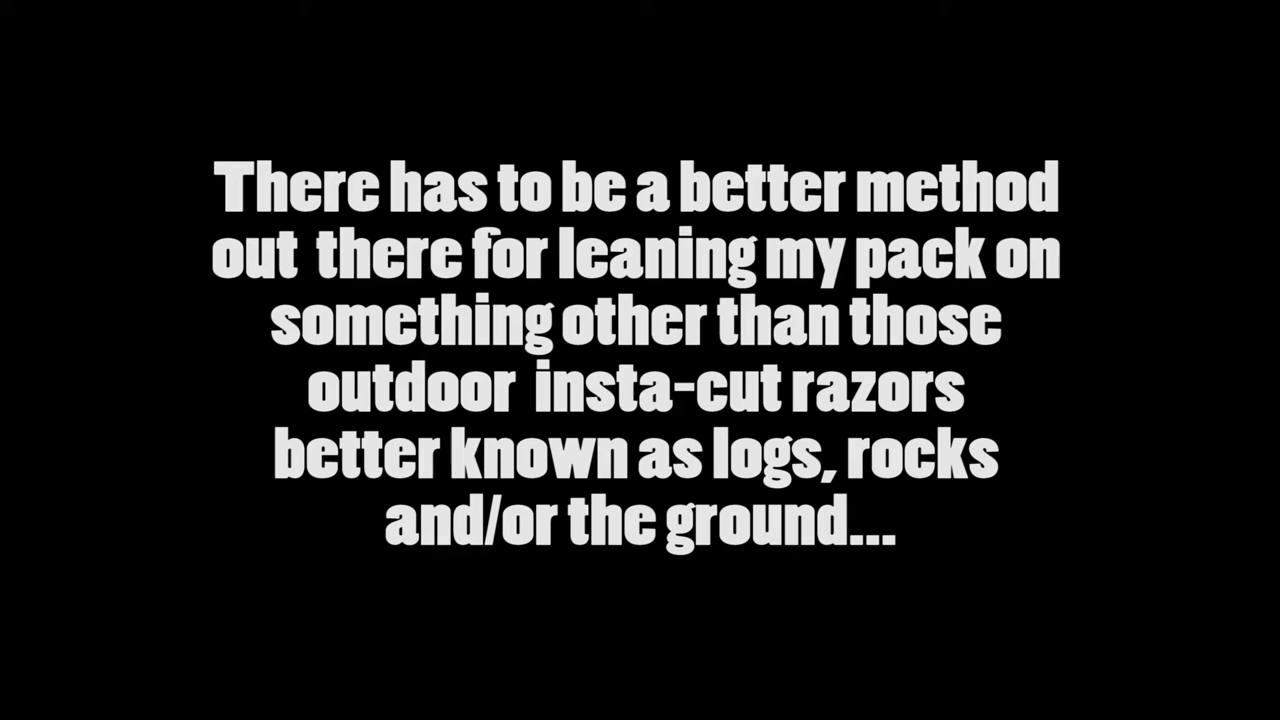 There has to be a better method
out there for leaning my pack on
something other than those
outdoor insta-cut razors
better known as logs, rocks
and/or the ground...